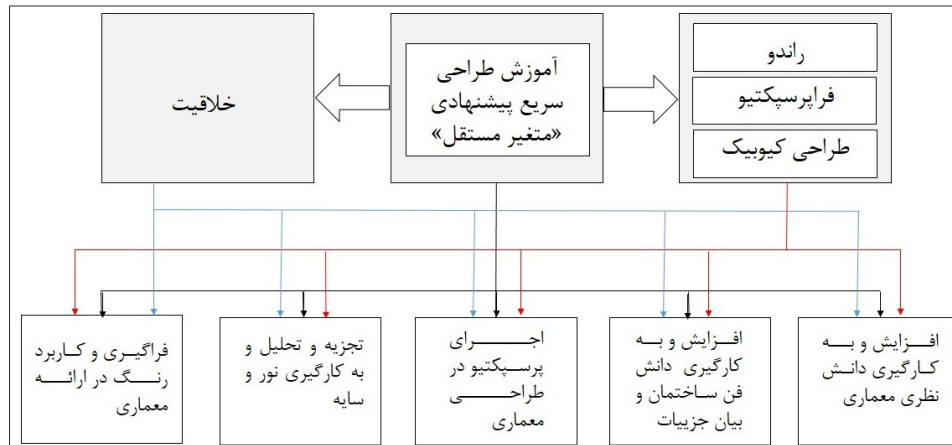 راندو
فراپرسپکتیو
طراحی کیوبیک
آموزش طراحی
سریع پیشنهادی
«متغیر مستقل»
خلاقیت
افزایش و به
کارگیری دانش
نظری معماری
افزایش و به
کارگیری دانش
فن ساختمان و
بیان جزییات
اجرای
پرسپکتیو در
طراحی
معماری
تجزیه و تحلیل و
به کارگیری نور و
سایه
فراگیری و کاربرد
رنگ در ارائه
معماری